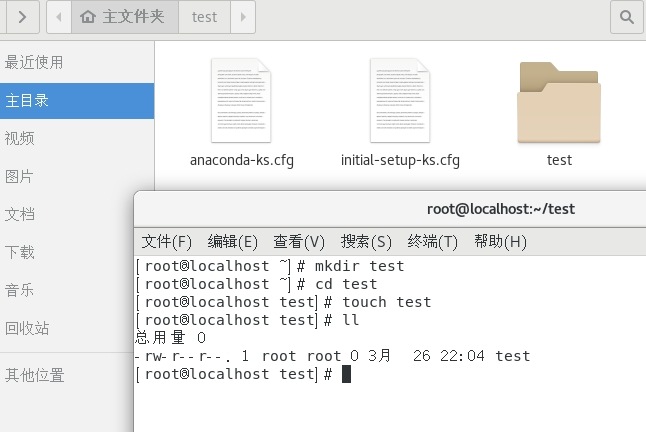 主文件夹 test
最近使用
主目录
视频
图片
文档
下载
音乐
回收站
其他位置
anaconda-ks.cfg initial-setup-ks.cfg test
root@localhost:~/test
文件(F) 编辑(E) 查看(V) 搜索(S) 终端(T) 帮助(H)
[root@localhost ~]# mkdir test
[root@localhost ~]# cd test
[root@localhost test]# touch test
[root@localhost test]# ll
总用量 0
-rw-r--r--. 1 root root 0 3月  26 22:04 test
[root@localhost test]#